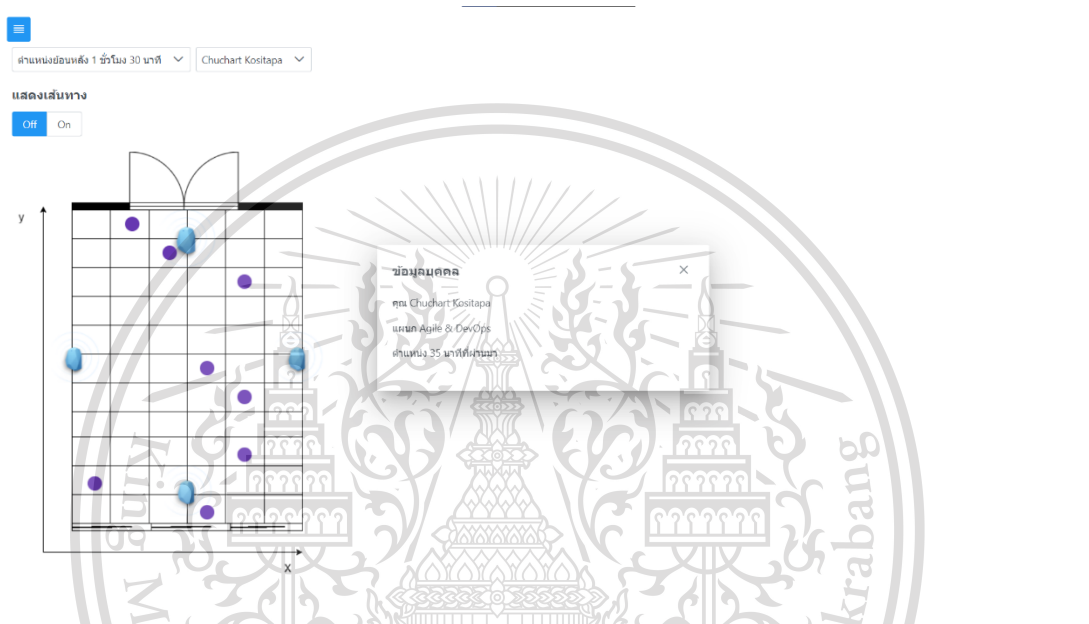 ตำแหน่งย้อนหลัง 1 ชั่วโมง 30 นาที
Chuchart Kositapa
แสดงเส้นทาง
Off On
y
x
ข้อมูลบุคคล
คุณ Chuchart Kositapa
แผนก Agile & DevOps
ตำแหน่ง 35 นาทีที่ผ่านมา
King M
krabang